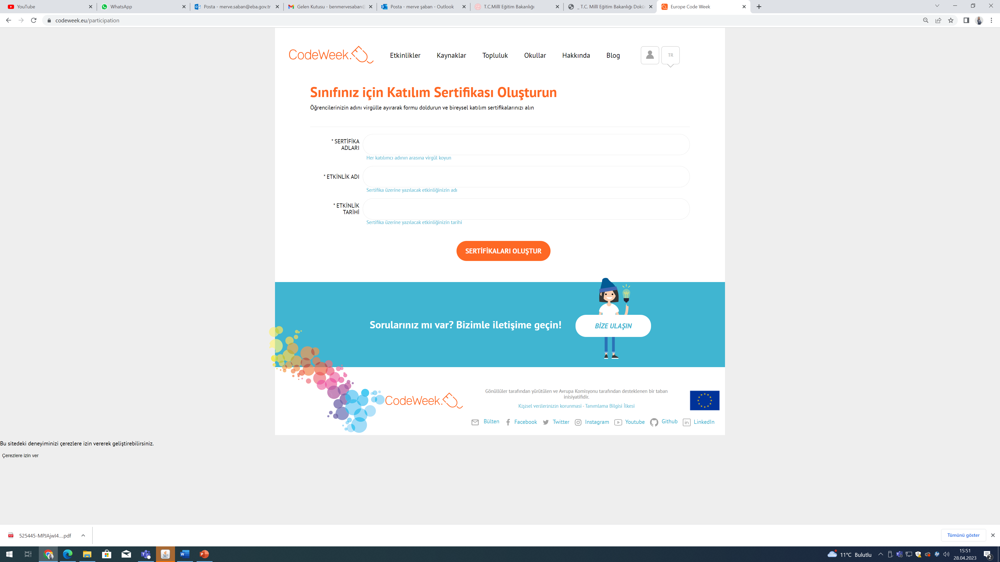 YouTube
WhatsApp
Posta - merve.saban@eba.gov.tr
Gelen Kutusu - benmervesaban@
Posta - merve şaban - Outlook
T.C.Millî Eğitim Bakanlığı
_ T.C. Millî Eğitim Bakanlığı Dokü
Europe Code Week
codeweek.eu/participation
CodeWeek.
Etkinlikler
Kaynaklar
Topluluk
Okullar
Hakkında
Blog
TR
Sınıfınız için Katılım Sertifikası Oluşturun
Öğrencilerinizin adını virgülle ayırarak formu doldurun ve bireysel katılım sertifikalarınızı alın
* SERTİFİKA
ADLARI
Her katılımcı adının arasına virgül koyun
* ETKİNLİK ADI
Sertifika üzerine yazılacak etkinliğinizin adı
* ETKİNLİK
TARİHİ
Sertifika üzerine yazılacak etkinliğinizin tarihi
SERTİFİKALARI OLUŞTUR
Sorularınız mı var? Bizimle iletişime geçin!
BİZE ULAŞIN
CodeWeek.
Gönüllüler tarafından yürütülen ve Avrupa Komisyonu tarafından desteklenen bir taban
inisiyatifidir.
Kişisel verilerinizin korunmasi - Tanımlama Bilgisi İlkesi
Bülten
Facebook
Twitter
Instagram
Youtube
Github
LinkedIn
Bu sitedeki deneyiminizi çerezlere izin vererek geliştirebilirsiniz.
Çerezlere izin ver
525445-MPJAjwI4....pdf
Tümünü göster
11°C Bulutlu
15:51
28.04.2023
2